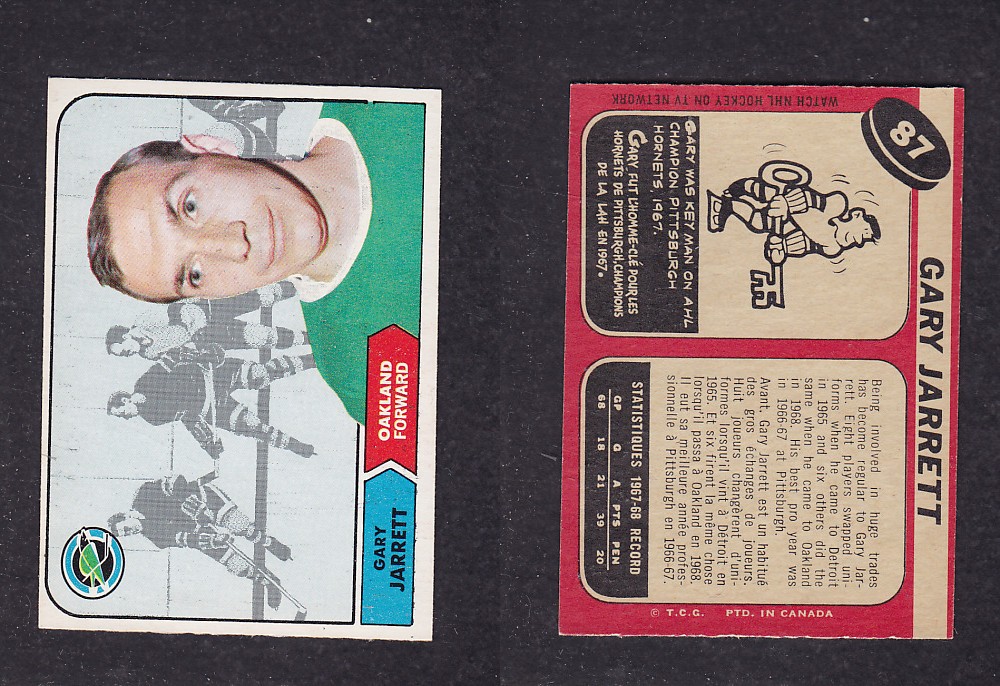 OAKLAND
FORWARD
GARY
JARRETT
87
GARY JARRETT
WATCH NHL HOCKEY ON TV NETWORK
GARY WAS KEY MAN ON AHL
CHAMPION PITTSBURGH
HORNETS, 1967.
GARY FUT L'HOMME-CLÉ POUR LES
HORNETS DE PITTSBURGH, CHAMPIONS
DE LA LAH EN 1967.
Being involved in huge trades
has become regular to Gary Jar-
rett. Eight players swapped uni-
forms when he came to Detroit
in 1965 and six others did the
same when he came to Oakland
in 1968. His best pro year was
in 1966-67 at Pittsburgh.
Avant, Gary Jarrett est un habitué
des gros échanges de joueurs.
Huit joueurs changèrent d'uni-
formes lorsqu'il vint à Détroit en
1965. Et six firent la même chose
lorsqu'il passa à Oakland en 1968.
Il eut sa meilleure année profes-
sionnelle à Pittsburgh en 1966-67.
STATISTIQUES 1967-68 RECORD
GP G A PTS PEN
68 18 21 39 20
© T.C.G. PTD. IN CANADA